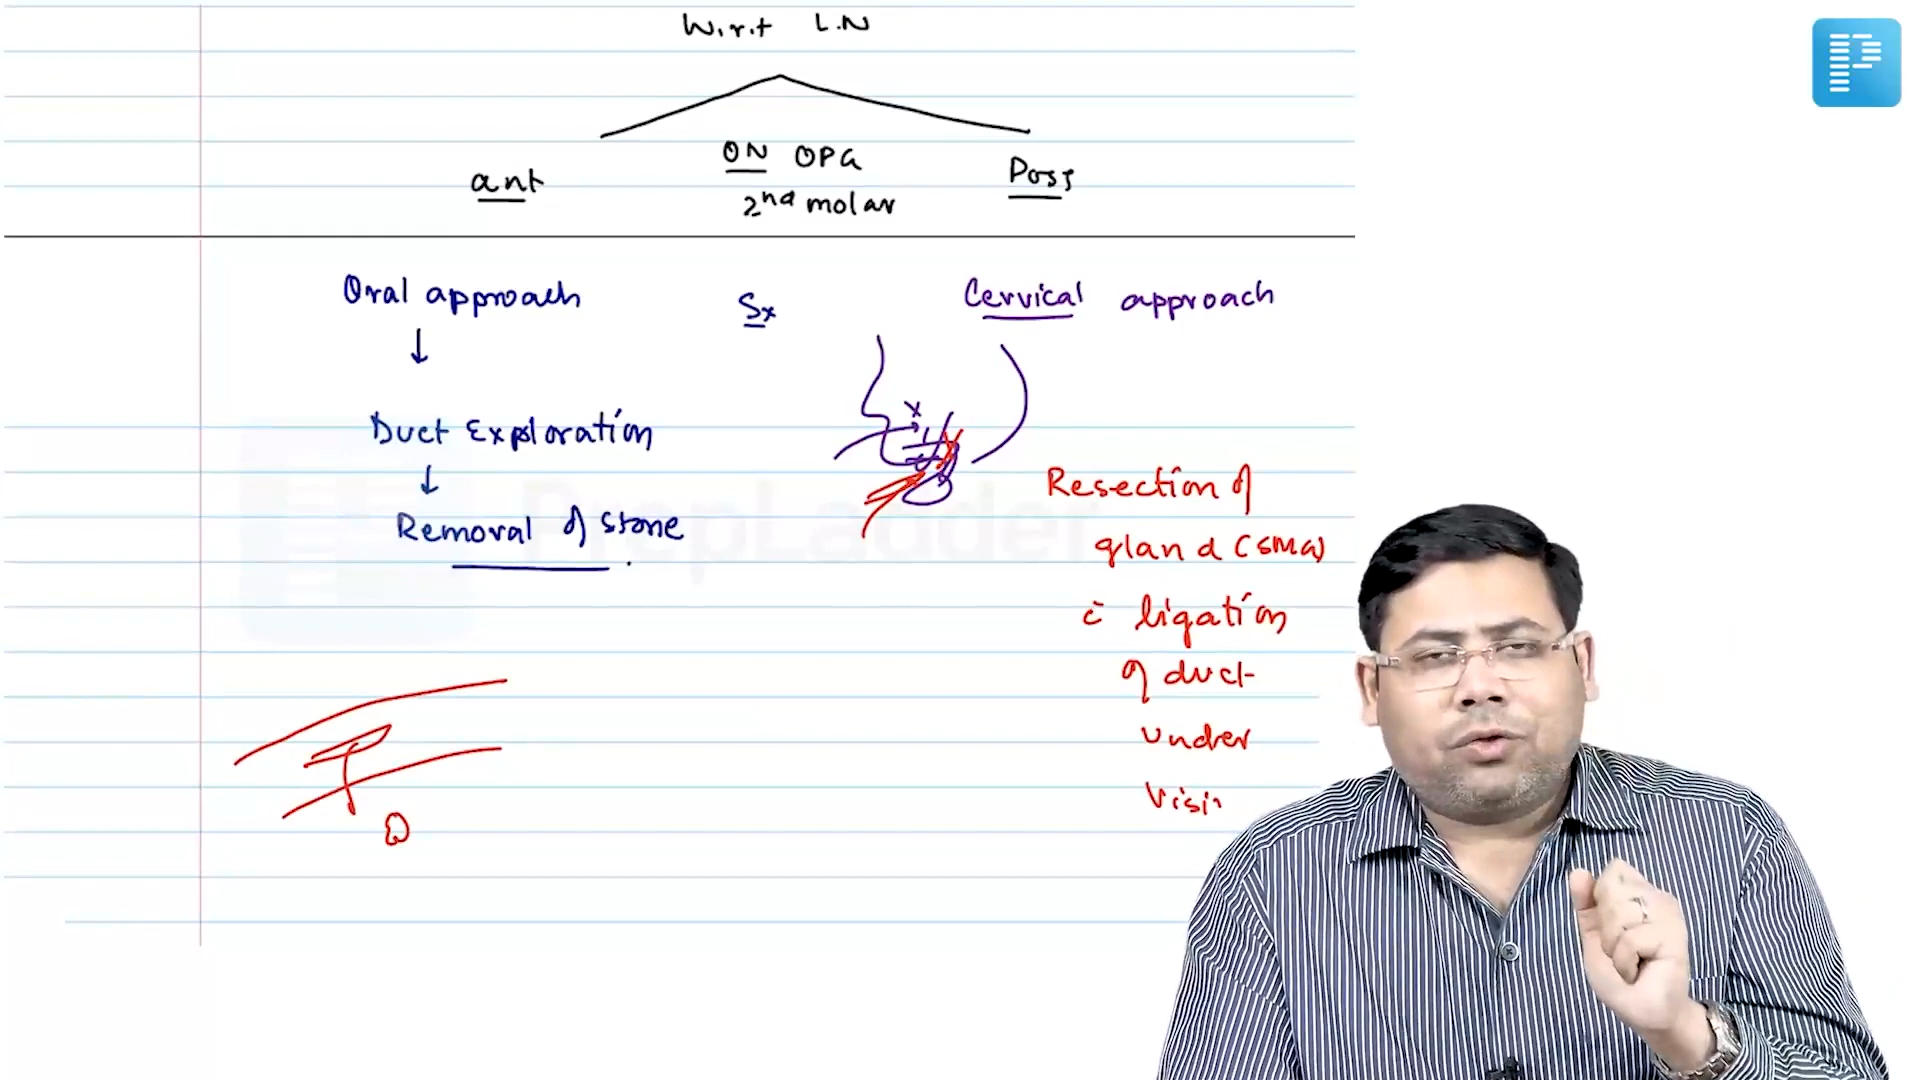 W.r.t L.N
ant
ON OPG
2nd molar
Post
Oral approach
Sx
Cervical approach
x
Duct Exploration
Removal of stone
Resection of
gland (SMG)
c̄ ligation
of duct
under
Visi
PrepLadder